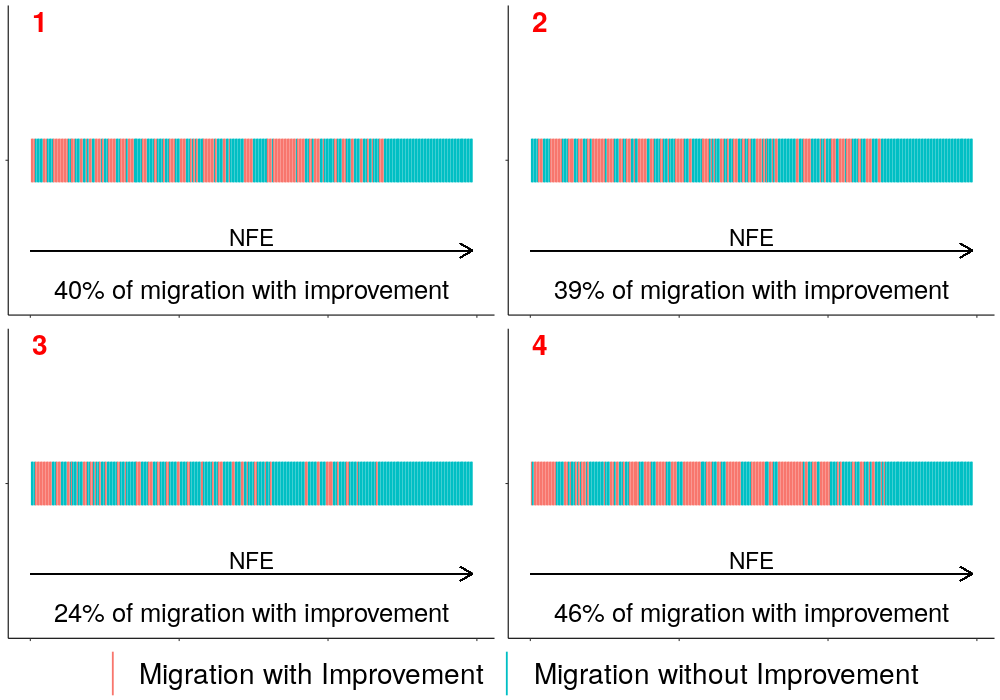 1
NFE
40% of migration with improvement
2
NFE
39% of migration with improvement
3
NFE
24% of migration with improvement
4
NFE
46% of migration with improvement
Migration with Improvement
Migration without Improvement